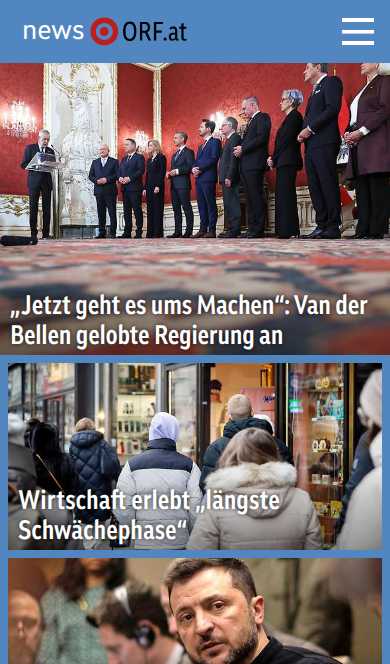 news ORF.at
„Jetzt geht es ums Machen“: Van der
Bellen gelobte Regierung an
Wirtschaft erlebt „längste
Schwächephase“